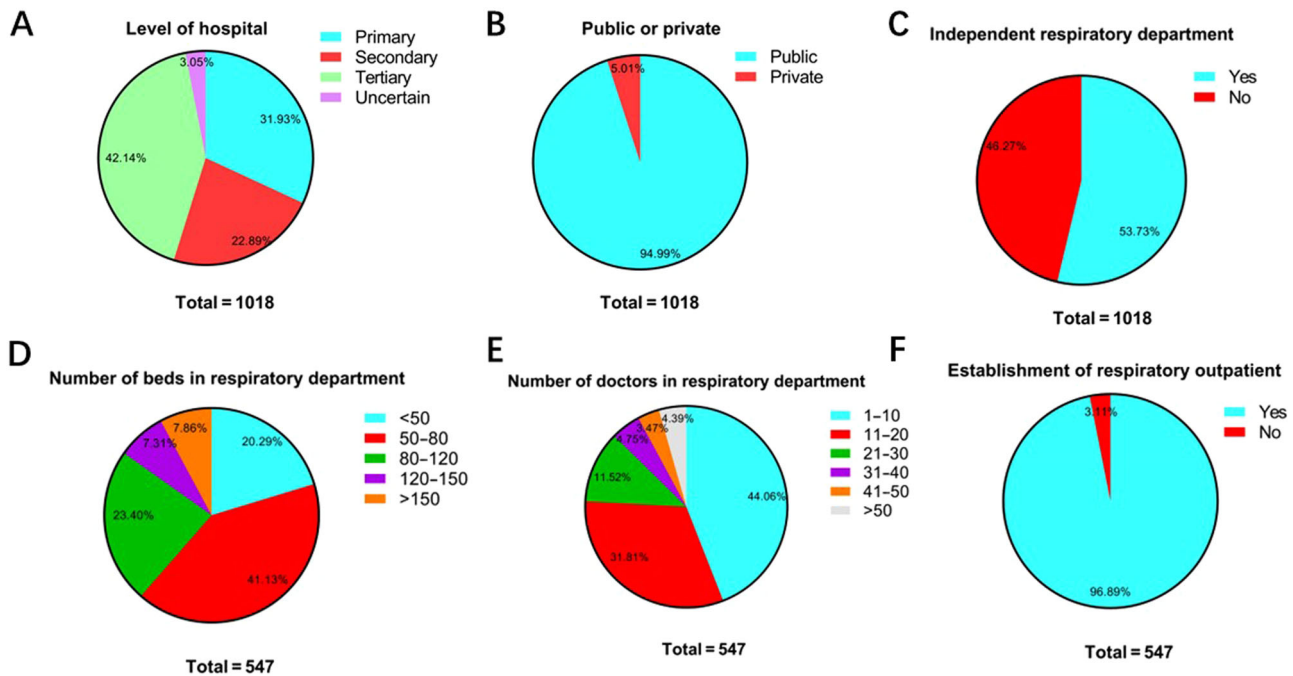 A
Level of hospital
Primary
Secondary
Tertiary
Uncertain
3.05%
31.93%
42.14%
22.89%
Total = 1018
B
Public or private
Public
Private
5.01%
94.99%
Total = 1018
C
Independent respiratory department
Yes
No
46.27%
53.73%
Total = 1018
D
Number of beds in respiratory department
<50
50–80
80–120
120–150
>150
7.86%
7.31%
20.29%
23.40%
41.13%
Total = 547
E
Number of doctors in respiratory department
1–10
11–20
21–30
31–40
41–50
>50
4.39%
3.47%
4.75%
11.52%
44.06%
31.81%
Total = 547
F
Establishment of respiratory outpatient
Yes
No
3.11%
96.89%
Total = 547